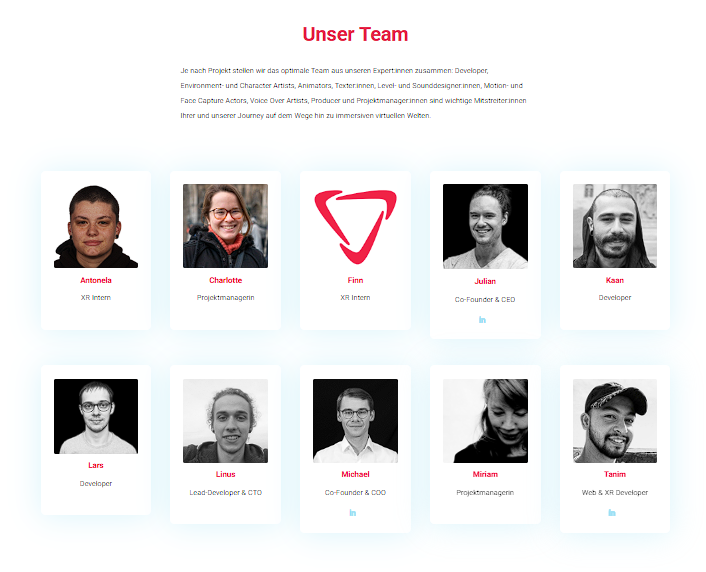 Unser Team
Je nach Projekt stellen wir das optimale Team aus unseren Expert:innen zusammen: Developer,
Environment- und Character Artists, Animators, Texter:innen, Level- und Sounddesigner:innen, Motion- und
Face Capture Actors, Voice Over Artists, Producer und Projektmanager:innen sind wichtige Mitstreiter:innen
Ihrer und unserer Journey auf dem Wege hin zu immersiven virtuellen Welten.
Antonela
XR Intern
Charlotte
Projektmanagerin
Finn
XR Intern
Julian
Co-Founder & CEO
in
Kaan
Developer
Lars
Developer
Linus
Lead-Developer & CTO
Michael
Co-Founder & COO
in
Miriam
Projektmanagerin
Tanim
Web & XR Developer
in